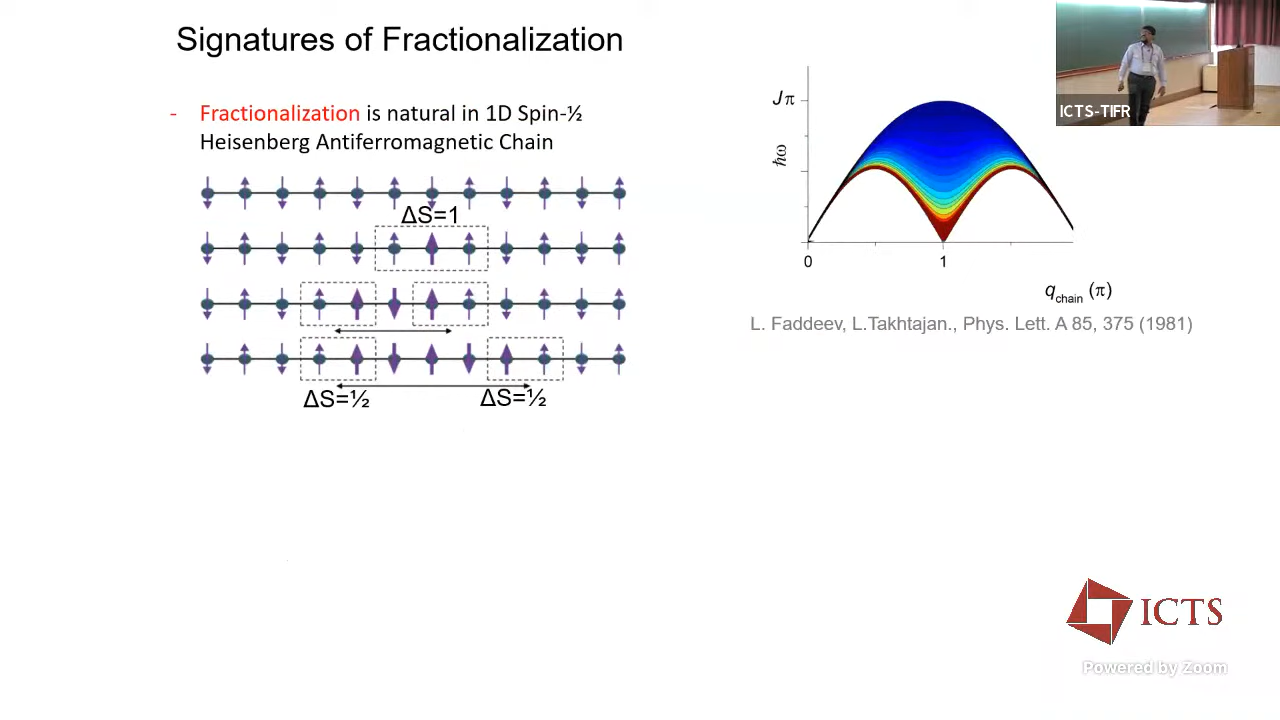 Signatures of Fractionalization
- Fractionalization is natural in 1D Spin-½
Heisenberg Antiferromagnetic Chain
ΔS=1
ΔS=½
ΔS=½
Jπ
ħω
0
1
q_chain (π)
L. Faddeev, L.Takhtajan., Phys. Lett. A 85, 375 (1981)
ICTS-TIFR
ICTS
Powered by Zoom